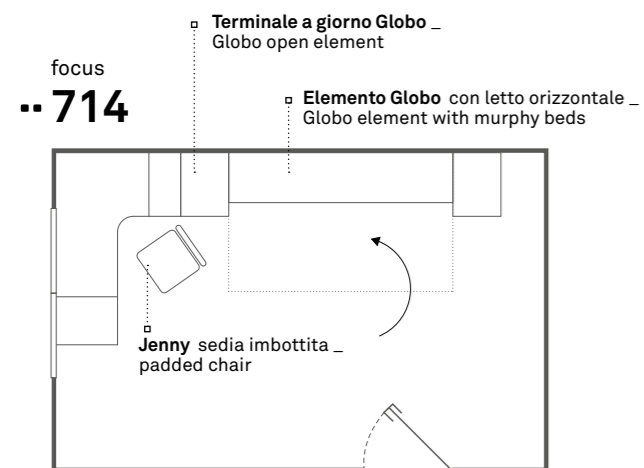 Terminale a giorno Globo _
Globo open element
focus
714
Elemento Globo con letto orizzontale _
Globo element with murphy beds
Jenny sedia imbottita _
padded chair